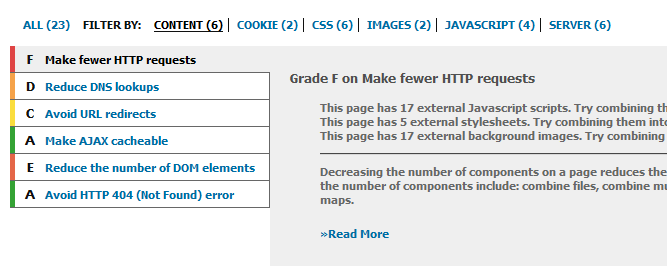 ALL (23) FILTER BY: CONTENT (6) | COOKIE (2) | CSS (6) | IMAGES (2) | JAVASCRIPT (4) | SERVER (6)
F Make fewer HTTP requests
D Reduce DNS lookups
C Avoid URL redirects
A Make AJAX cacheable
E Reduce the number of DOM elements
A Avoid HTTP 404 (Not Found) error
Grade F on Make fewer HTTP requests
This page has 17 external Javascript scripts. Try combining th
This page has 5 external stylesheets. Try combining them into
This page has 17 external background images. Try combining
Decreasing the number of components on a page reduces the
the number of components include: combine files, combine mu
maps.
»Read More